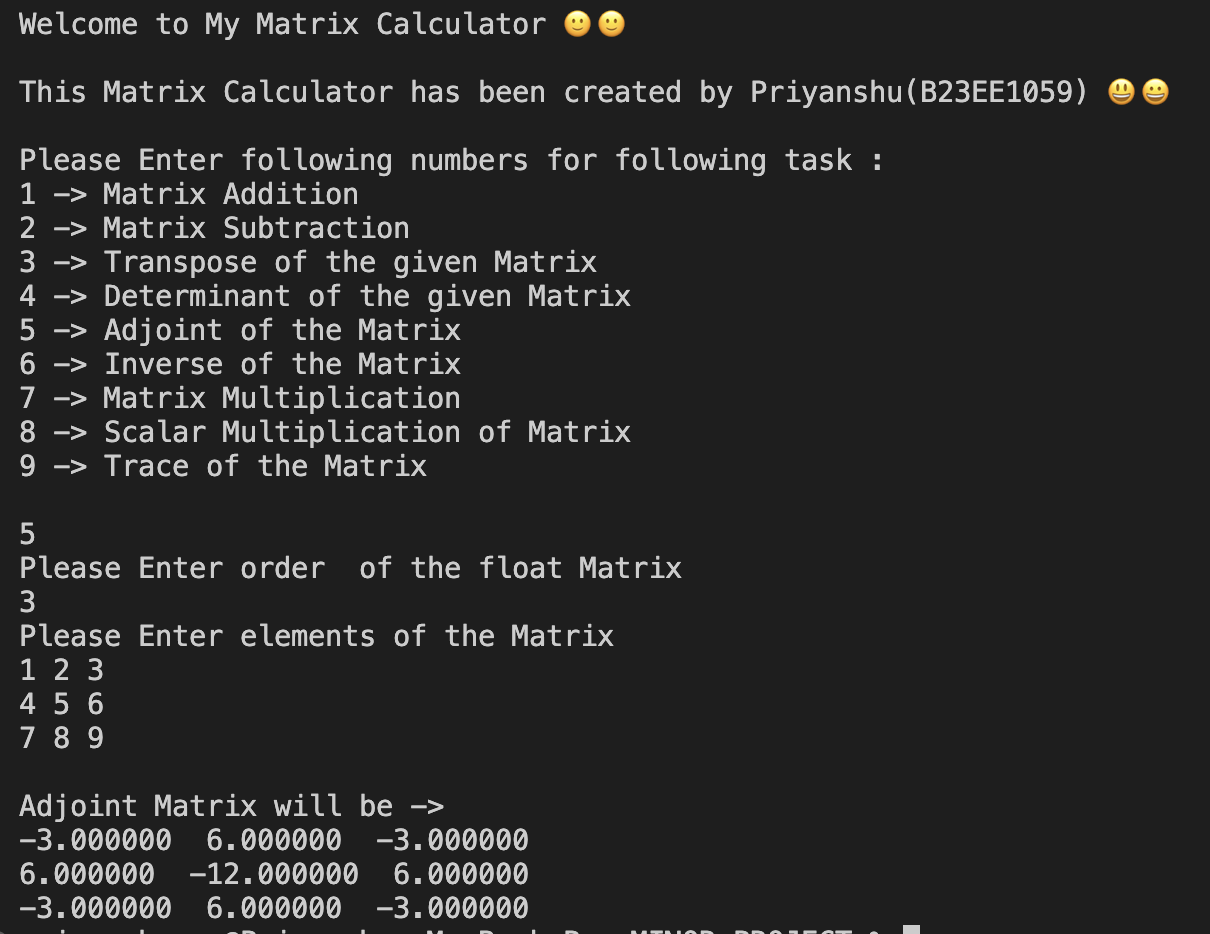 Welcome to My Matrix Calculator 🙂🙂
This Matrix Calculator has been created by Priyanshu(B23EE1059) 😃😀
Please Enter following numbers for following task :
1 –> Matrix Addition
2 –> Matrix Subtraction
3 –> Transpose of the given Matrix
4 –> Determinant of the given Matrix
5 –> Adjoint of the Matrix
6 –> Inverse of the Matrix
7 –> Matrix Multiplication
8 –> Scalar Multiplication of Matrix
9 –> Trace of the Matrix
5
Please Enter order  of the float Matrix
3
Please Enter elements of the Matrix
1 2 3
4 5 6
7 8 9
Adjoint Matrix will be –>
–3.000000  6.000000  –3.000000
6.000000  –12.000000  6.000000
–3.000000  6.000000  –3.000000